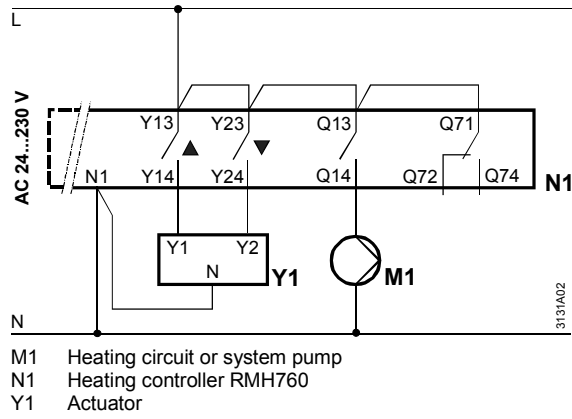 L
AC 24...230 V
Y13 Y23 Q13 Q71
N1 Y14 Y24 Q14 Q72 Q74 N1
Y1 Y2
N Y1 M1
3131A02
N
M1 Heating circuit or system pump
N1 Heating controller RMH760
Y1 Actuator